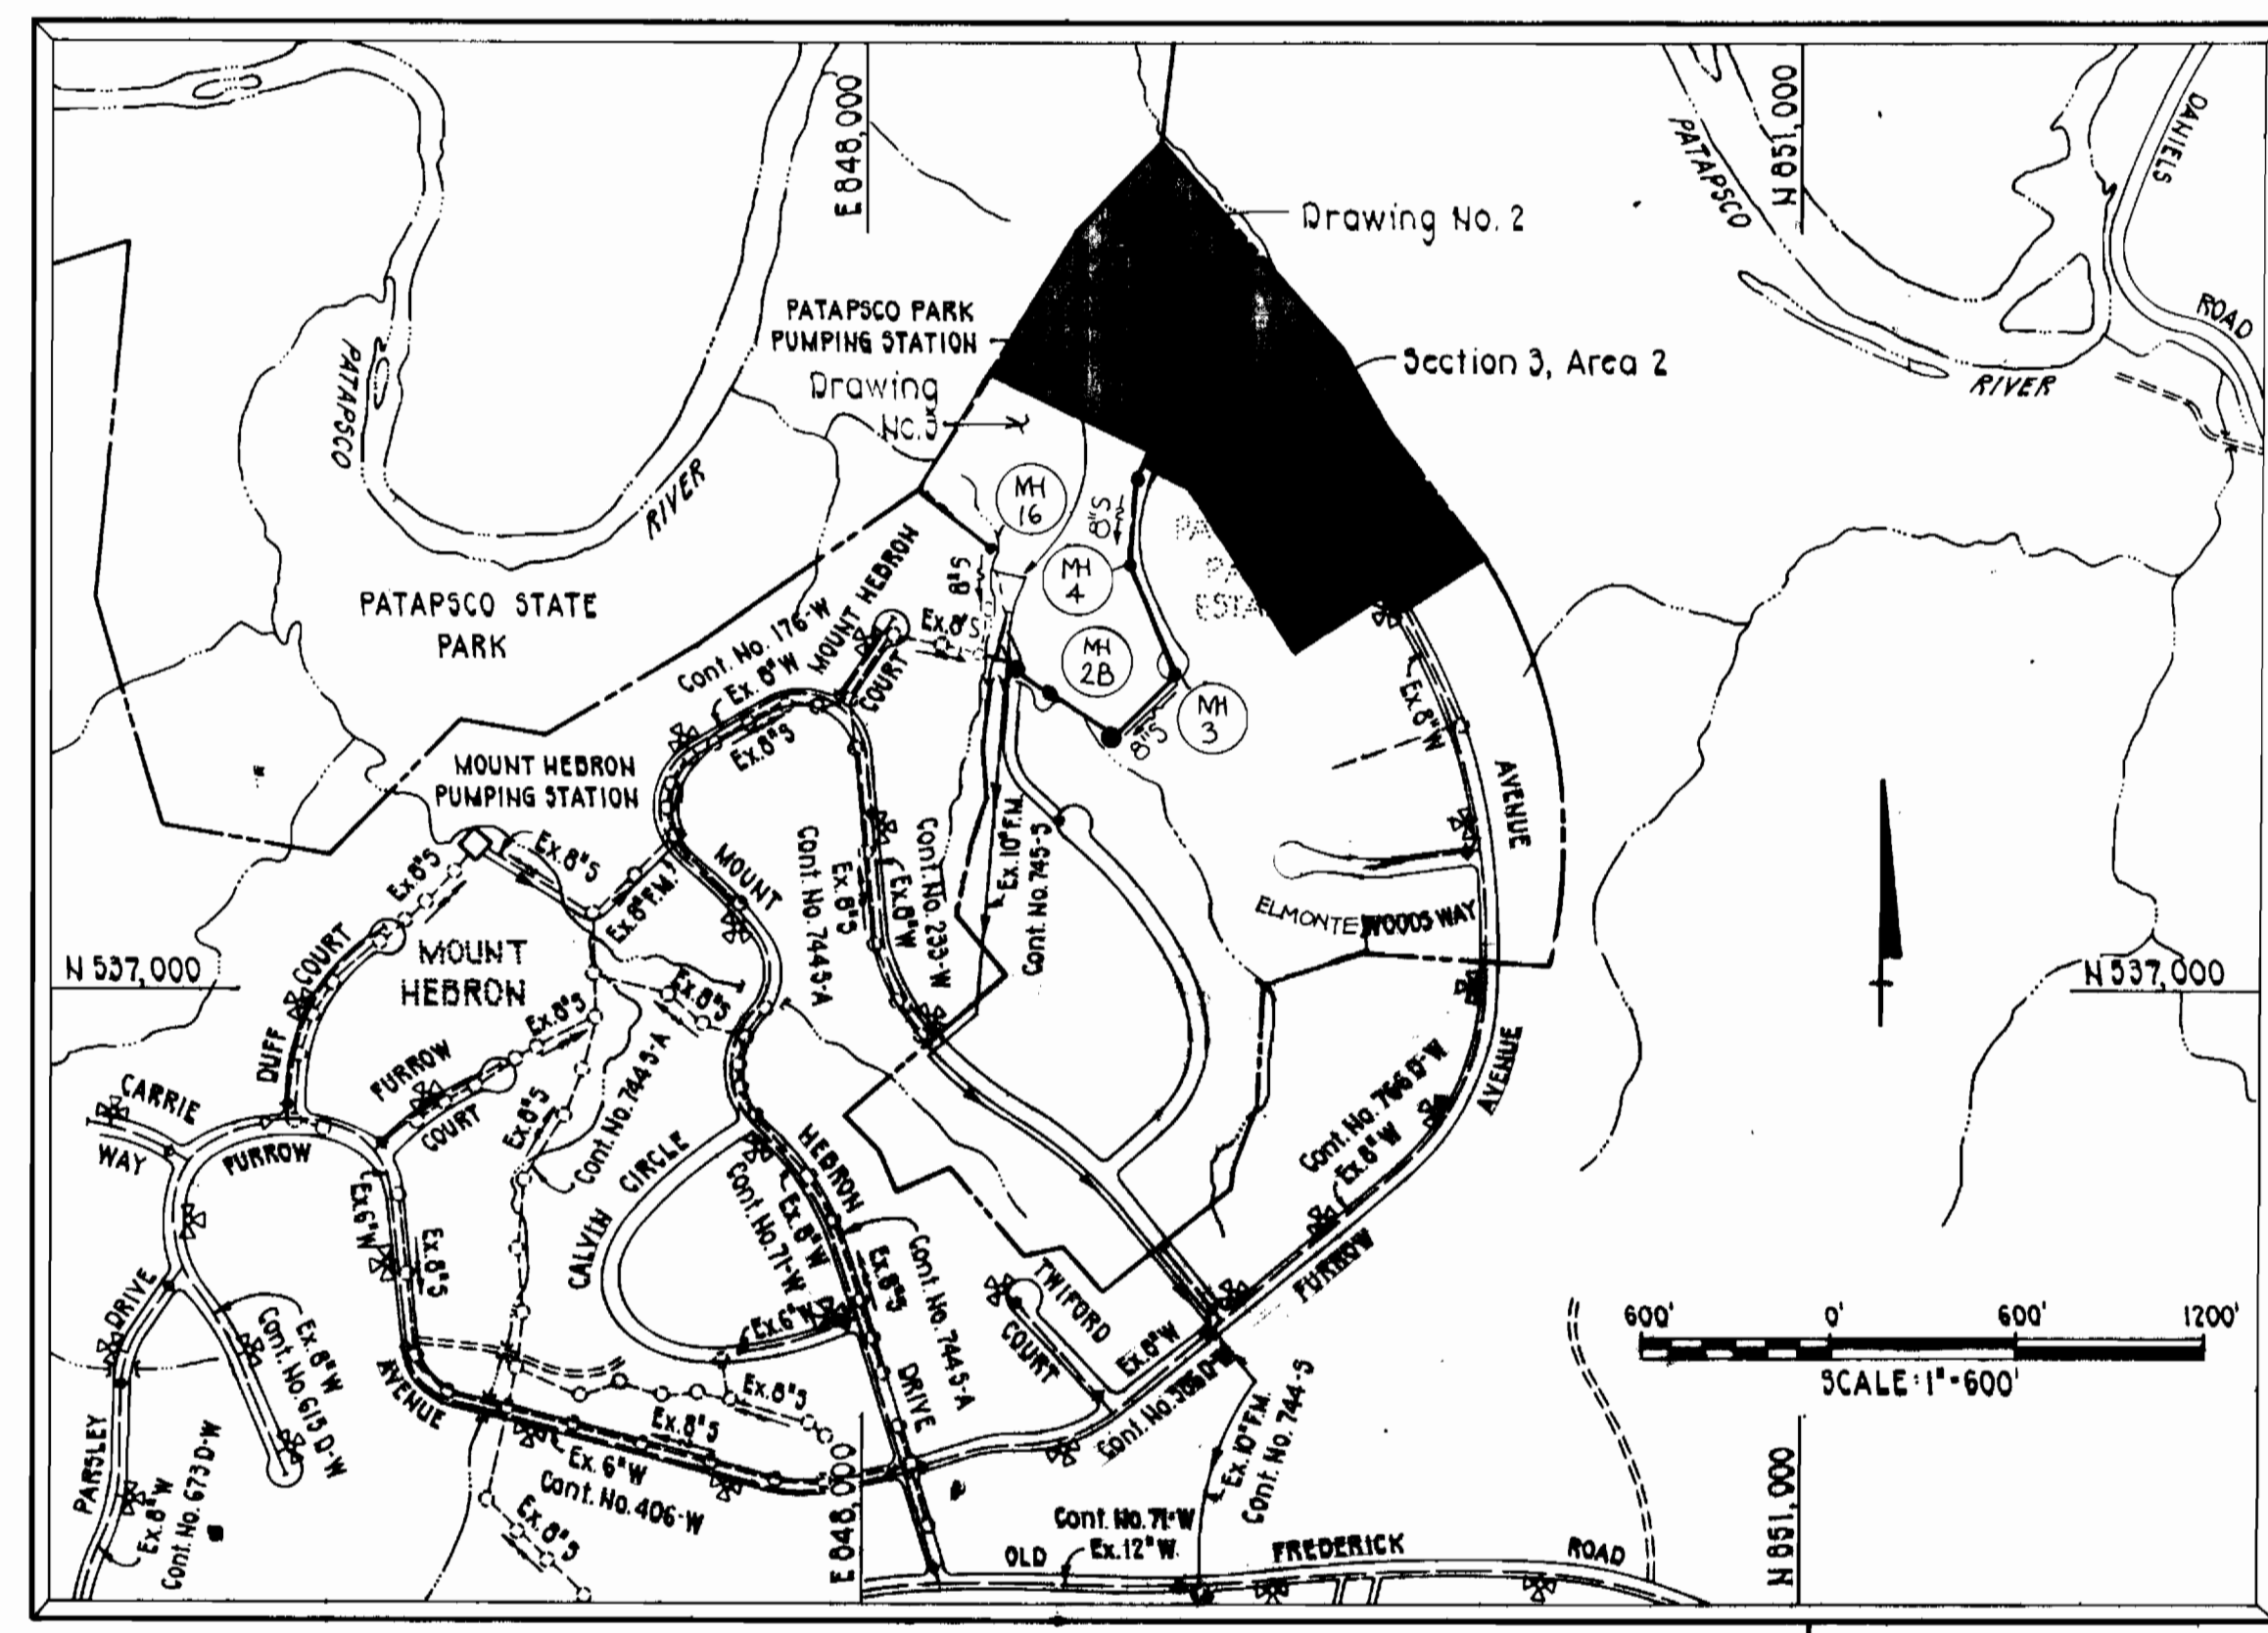 E 848,000
N 851,000
DANIELS
ROAD
PATAPSCO
RIVER
Drawing No. 2
Section 3, Area 2
PATAPSCO PARK
PUMPING STATION
Drawing
PATAPSCO
RIVER
MH
16
8"S
MH
4
8"S
MH
2B
MH
3
8"S
PATAPSCO STATE
PARK
Cont. No. 176-W
Ex. 8"W
MOUNT HEBRON
COURT
Ex.8"S
Ex.8"S
Ex.8"W
AVENUE
MOUNT HEBRON
PUMPING STATION
Ex.8"S
Ex.8"S
Ex.8"F.M.
MOUNT
Cont. No. 744S-A
Ex.8"S
Ex.8"W
Cont. No. 233-W
Ex.10"F.M.
Cont. No. 745-S
ELMONTE WOODS WAY
N 537,000
MOUNT
HEBRON
DUFF COURT
Ex.8"S
Ex.8"S
N 537,000
CARRIE
WAY
FURROW
FURROW
COURT
Ex.8"S
Cont. No. 744S-A
CALVIN CIRCLE
HEBRON
Ex.8"W
Cont. No. 71-W
Ex.8"S
Cont. No. 744S-A
Ex.6"W
DRIVE
Cont. No. 766 D-W
Ex.8"W
AVENUE
FURROW
TWIFORD
COURT
Ex.8"W
Ex.6"W
Ex.8"S
AVENUE
DRIVE
PARSLEY
Ex.8"W
Cont. No. 615 D-W
Ex.8"W
Cont. No. 673 D-W
Ex.8"S
Ex.8"S
Ex. 6"W
Cont. No. 406-W
Ex.8"S
E 848,000
Ex.10"F.M.
Cont. No. 744-S
Cont. No. 71-W
Ex.12"W.
OLD FREDERICK ROAD
600' 0' 600' 1200'
SCALE: 1"=600'
N 851,000